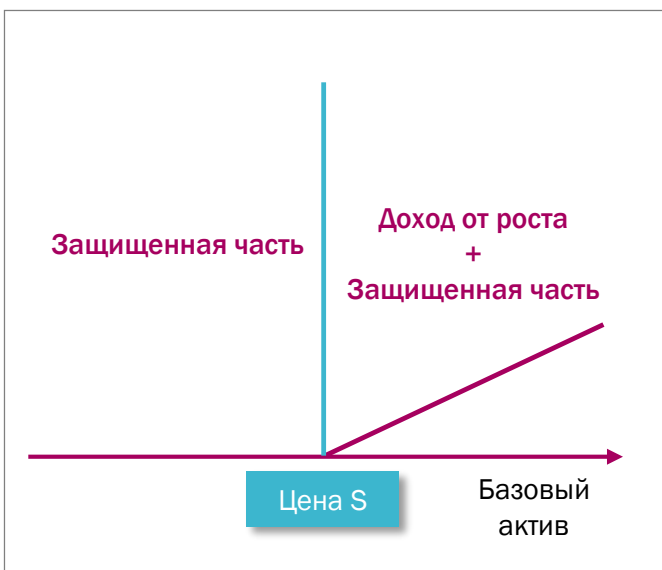 Защищенная часть
Доход от роста
+
Защищенная часть
Цена S
Базовый
актив